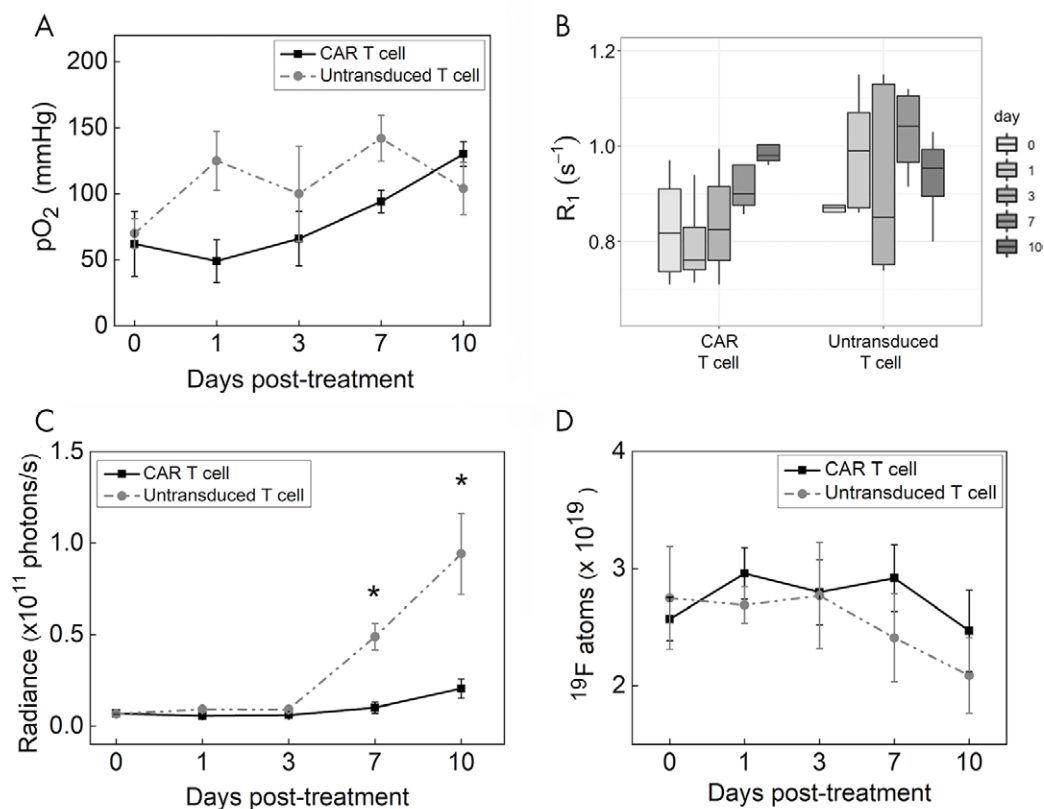 A
CAR T cell
Untransduced T cell
200
150
100
50
0
pO2 (mmHg)
0 1 3 7 10
Days post-treatment
B
1.2
1.0
0.8
R1 (s−1)
CAR
T cell
Untransduced
T cell
day
0
1
3
7
10
C
CAR T cell
Untransduced T cell
1.5
1.0
0.5
0.0
Radiance (x10^11 photons/s)
*
*
0 1 3 7 10
Days post-treatment
D
CAR T cell
Untransduced T cell
4
3
2
19F atoms (x 10^19)
0 1 3 7 10
Days post-treatment